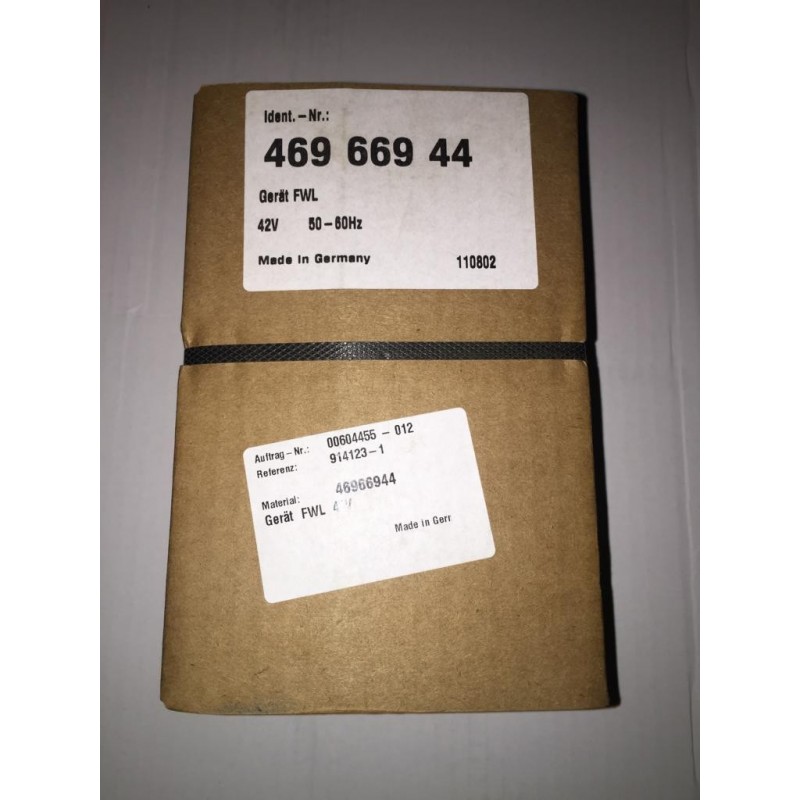 Ident.-Nr.:
469 669 44
Gerät FWL
42V 50-60Hz
Made in Germany 110802
Auftrag-Nr.: 00604455 - 012
Referenz: 914123-1
Material: 46966944
Gerät FWL
Made in Ger